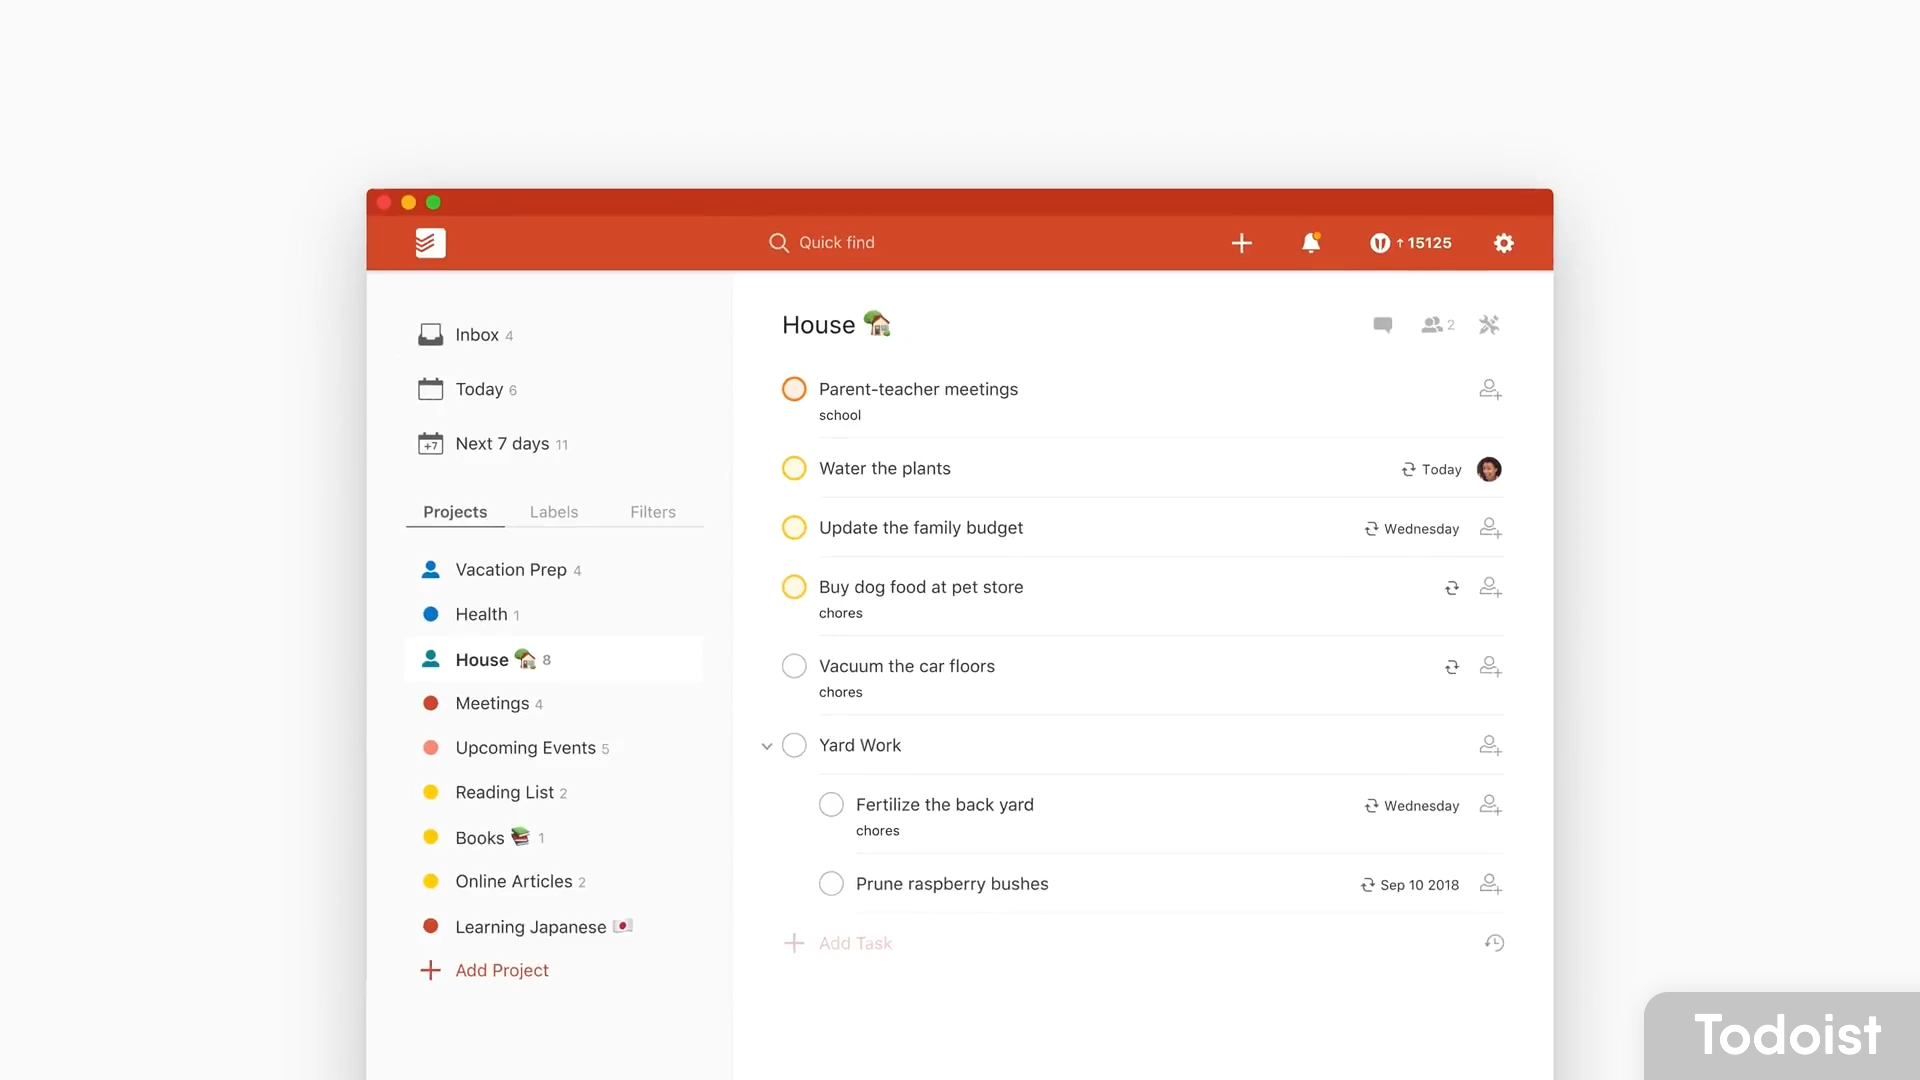 Quick find
↑ 15125
Inbox 4
Today 6
+7
Next 7 days 11
Projects Labels Filters
Vacation Prep 4
Health 1
House 🏡 8
Meetings 4
Upcoming Events 5
Reading List 2
Books 📚 1
Online Articles 2
Learning Japanese 🇯🇵
Add Project
House 🏡
2
Parent-teacher meetings
school
Water the plants
Today
Update the family budget
Wednesday
Buy dog food at pet store
chores
Vacuum the car floors
chores
Yard Work
Fertilize the back yard
Wednesday
chores
Prune raspberry bushes
Sep 10 2018
Add Task
Todoist